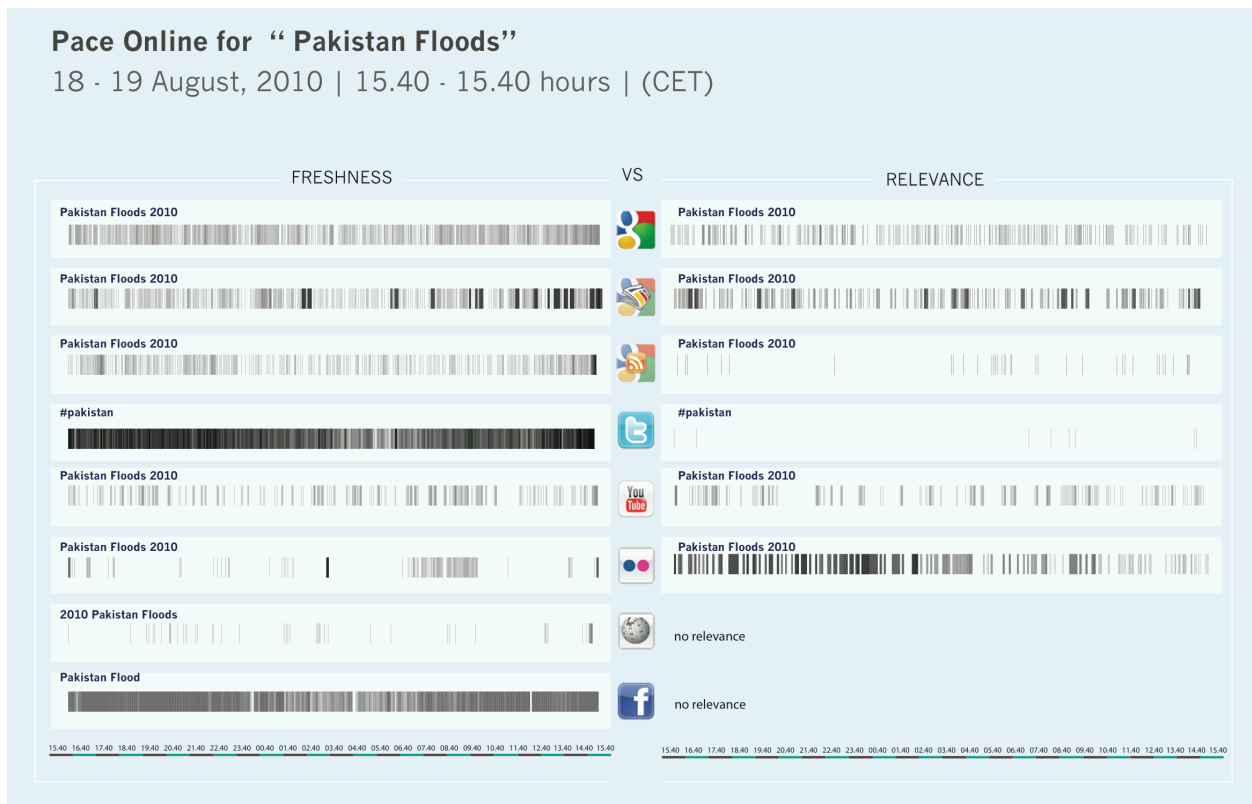 Pace Online for “ Pakistan Floods”
18 - 19 August, 2010 | 15.40 - 15.40 hours | (CET)
FRESHNESS VS RELEVANCE
Pakistan Floods 2010 Pakistan Floods 2010
Pakistan Floods 2010 Pakistan Floods 2010
Pakistan Floods 2010 Pakistan Floods 2010
#pakistan #pakistan
Pakistan Floods 2010 You Tube Pakistan Floods 2010
Pakistan Floods 2010 Pakistan Floods 2010
2010 Pakistan Floods
no relevance
Pakistan Flood
no relevance
15.40 16.40 17.40 18.40 19.40 20.40 21.40 22.40 23.40 00.40 01.40 02.40 03.40 04.40 05.40 06.40 07.40 08.40 09.40 10.40 11.40 12.40 13.40 14.40 15.40
15.40 16.40 17.40 18.40 19.40 20.40 21.40 22.40 23.40 00.40 01.40 02.40 03.40 04.40 05.40 06.40 07.40 08.40 09.40 10.40 11.40 12.40 13.40 14.40 15.40